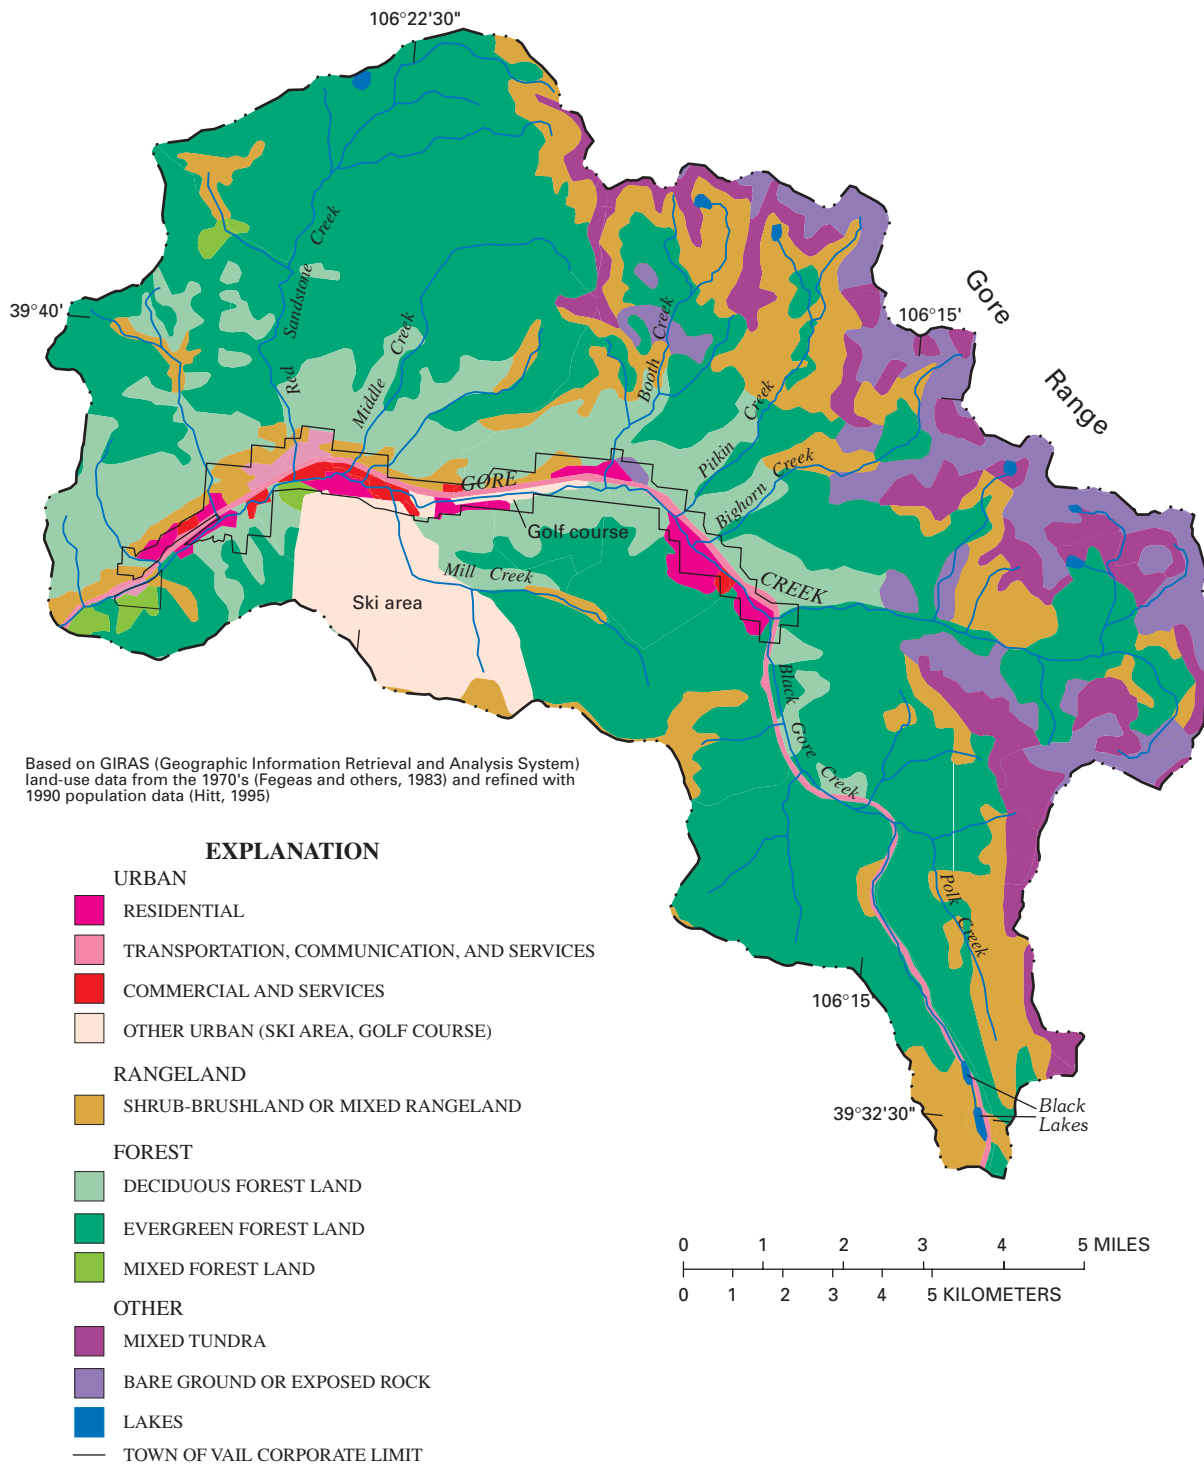 106°22'30"
39°40'
Red Sandstone Creek
Middle Creek
Booth Creek
Pitkin Creek
Bighorn Creek
106°15'
Gore Range
GORE CREEK
Golf course
Mill Creek
Ski area
Black Gore Creek
Polk Creek
106°15'
39°32'30"
Black
Lakes
Based on GIRAS (Geographic Information Retrieval and Analysis System)
land-use data from the 1970's (Fegeas and others, 1983) and refined with
1990 population data (Hitt, 1995)
EXPLANATION
URBAN
RESIDENTIAL
TRANSPORTATION, COMMUNICATION, AND SERVICES
COMMERCIAL AND SERVICES
OTHER URBAN (SKI AREA, GOLF COURSE)
RANGELAND
SHRUB-BRUSHLAND OR MIXED RANGELAND
FOREST
DECIDUOUS FOREST LAND
EVERGREEN FOREST LAND
MIXED FOREST LAND
OTHER
MIXED TUNDRA
BARE GROUND OR EXPOSED ROCK
LAKES
TOWN OF VAIL CORPORATE LIMIT
0 1 2 3 4 5 MILES
0 1 2 3 4 5 KILOMETERS